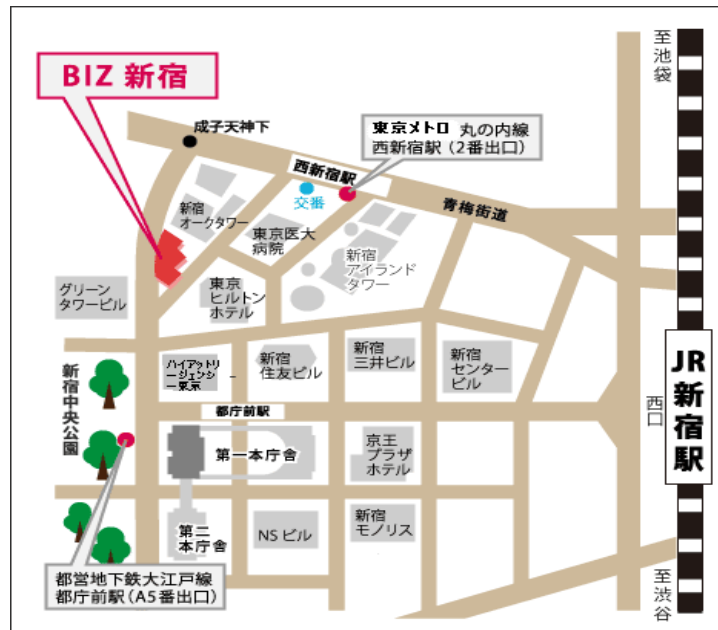 至池袋
BIZ 新宿
成子天神下
東京メトロ 丸の内線
西新宿駅（2番出口）
西新宿駅
交番
青梅街道
新宿
オークタワー
東京医大
病院
新宿
アイランド
タワー
グリーン
タワービル
東京
ヒルトン
ホテル
ハイアットリ
ージェンシ
ー東京
新宿
住友ビル
新宿
三井ビル
新宿
センター
ビル
JR新宿駅
西口
新宿中央公園
都庁前駅
第一本庁舎
京王
プラザ
ホテル
第二
本庁舎
NSビル
新宿
モノリス
都営地下鉄大江戸線
都庁前駅（A5番出口）
至渋谷